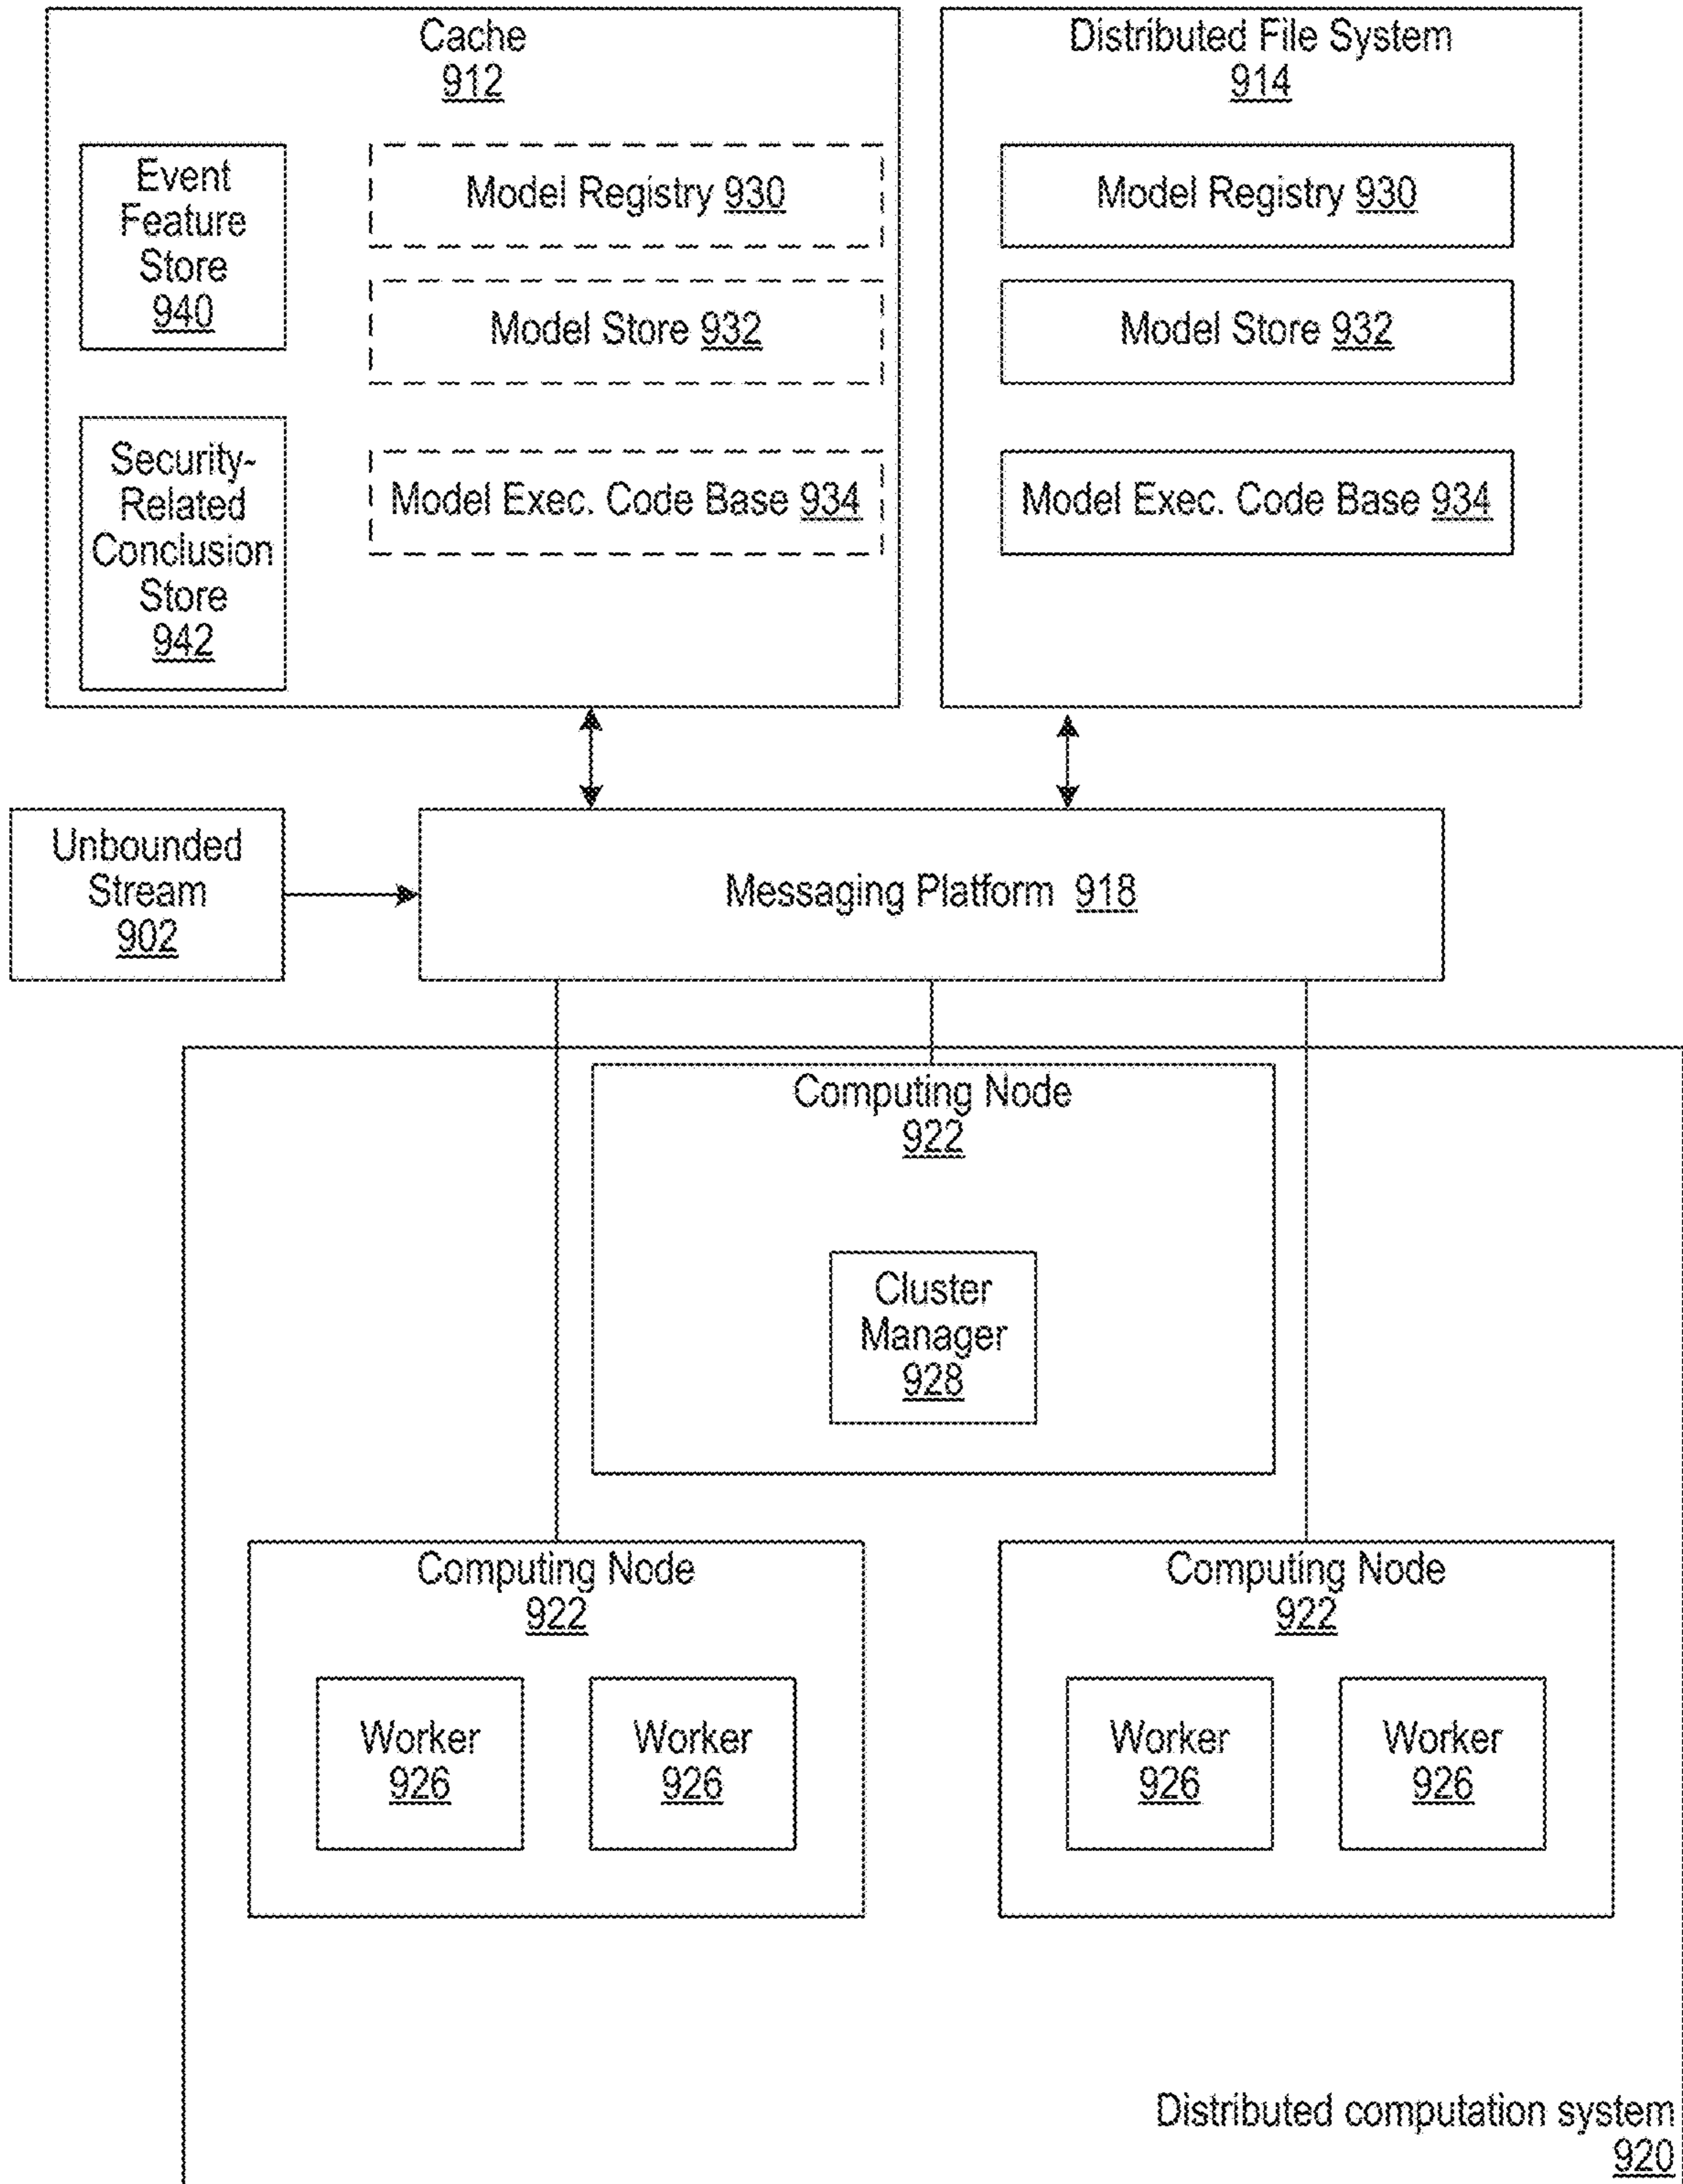 Cache
912
Event
Feature
Store
940
Model Registry 930
Model Store 932
Security-
Related
Conclusion
Store
942
Model Exec. Code Base 934
Distributed File System
914
Model Registry 930
Model Store 932
Model Exec. Code Base 934
Unbounded
Stream
902
Messaging Platform 918
Computing Node
922
Cluster
Manager
928
Computing Node
922
Worker
926
Worker
926
Computing Node
922
Worker
926
Worker
926
Distributed computation system
920